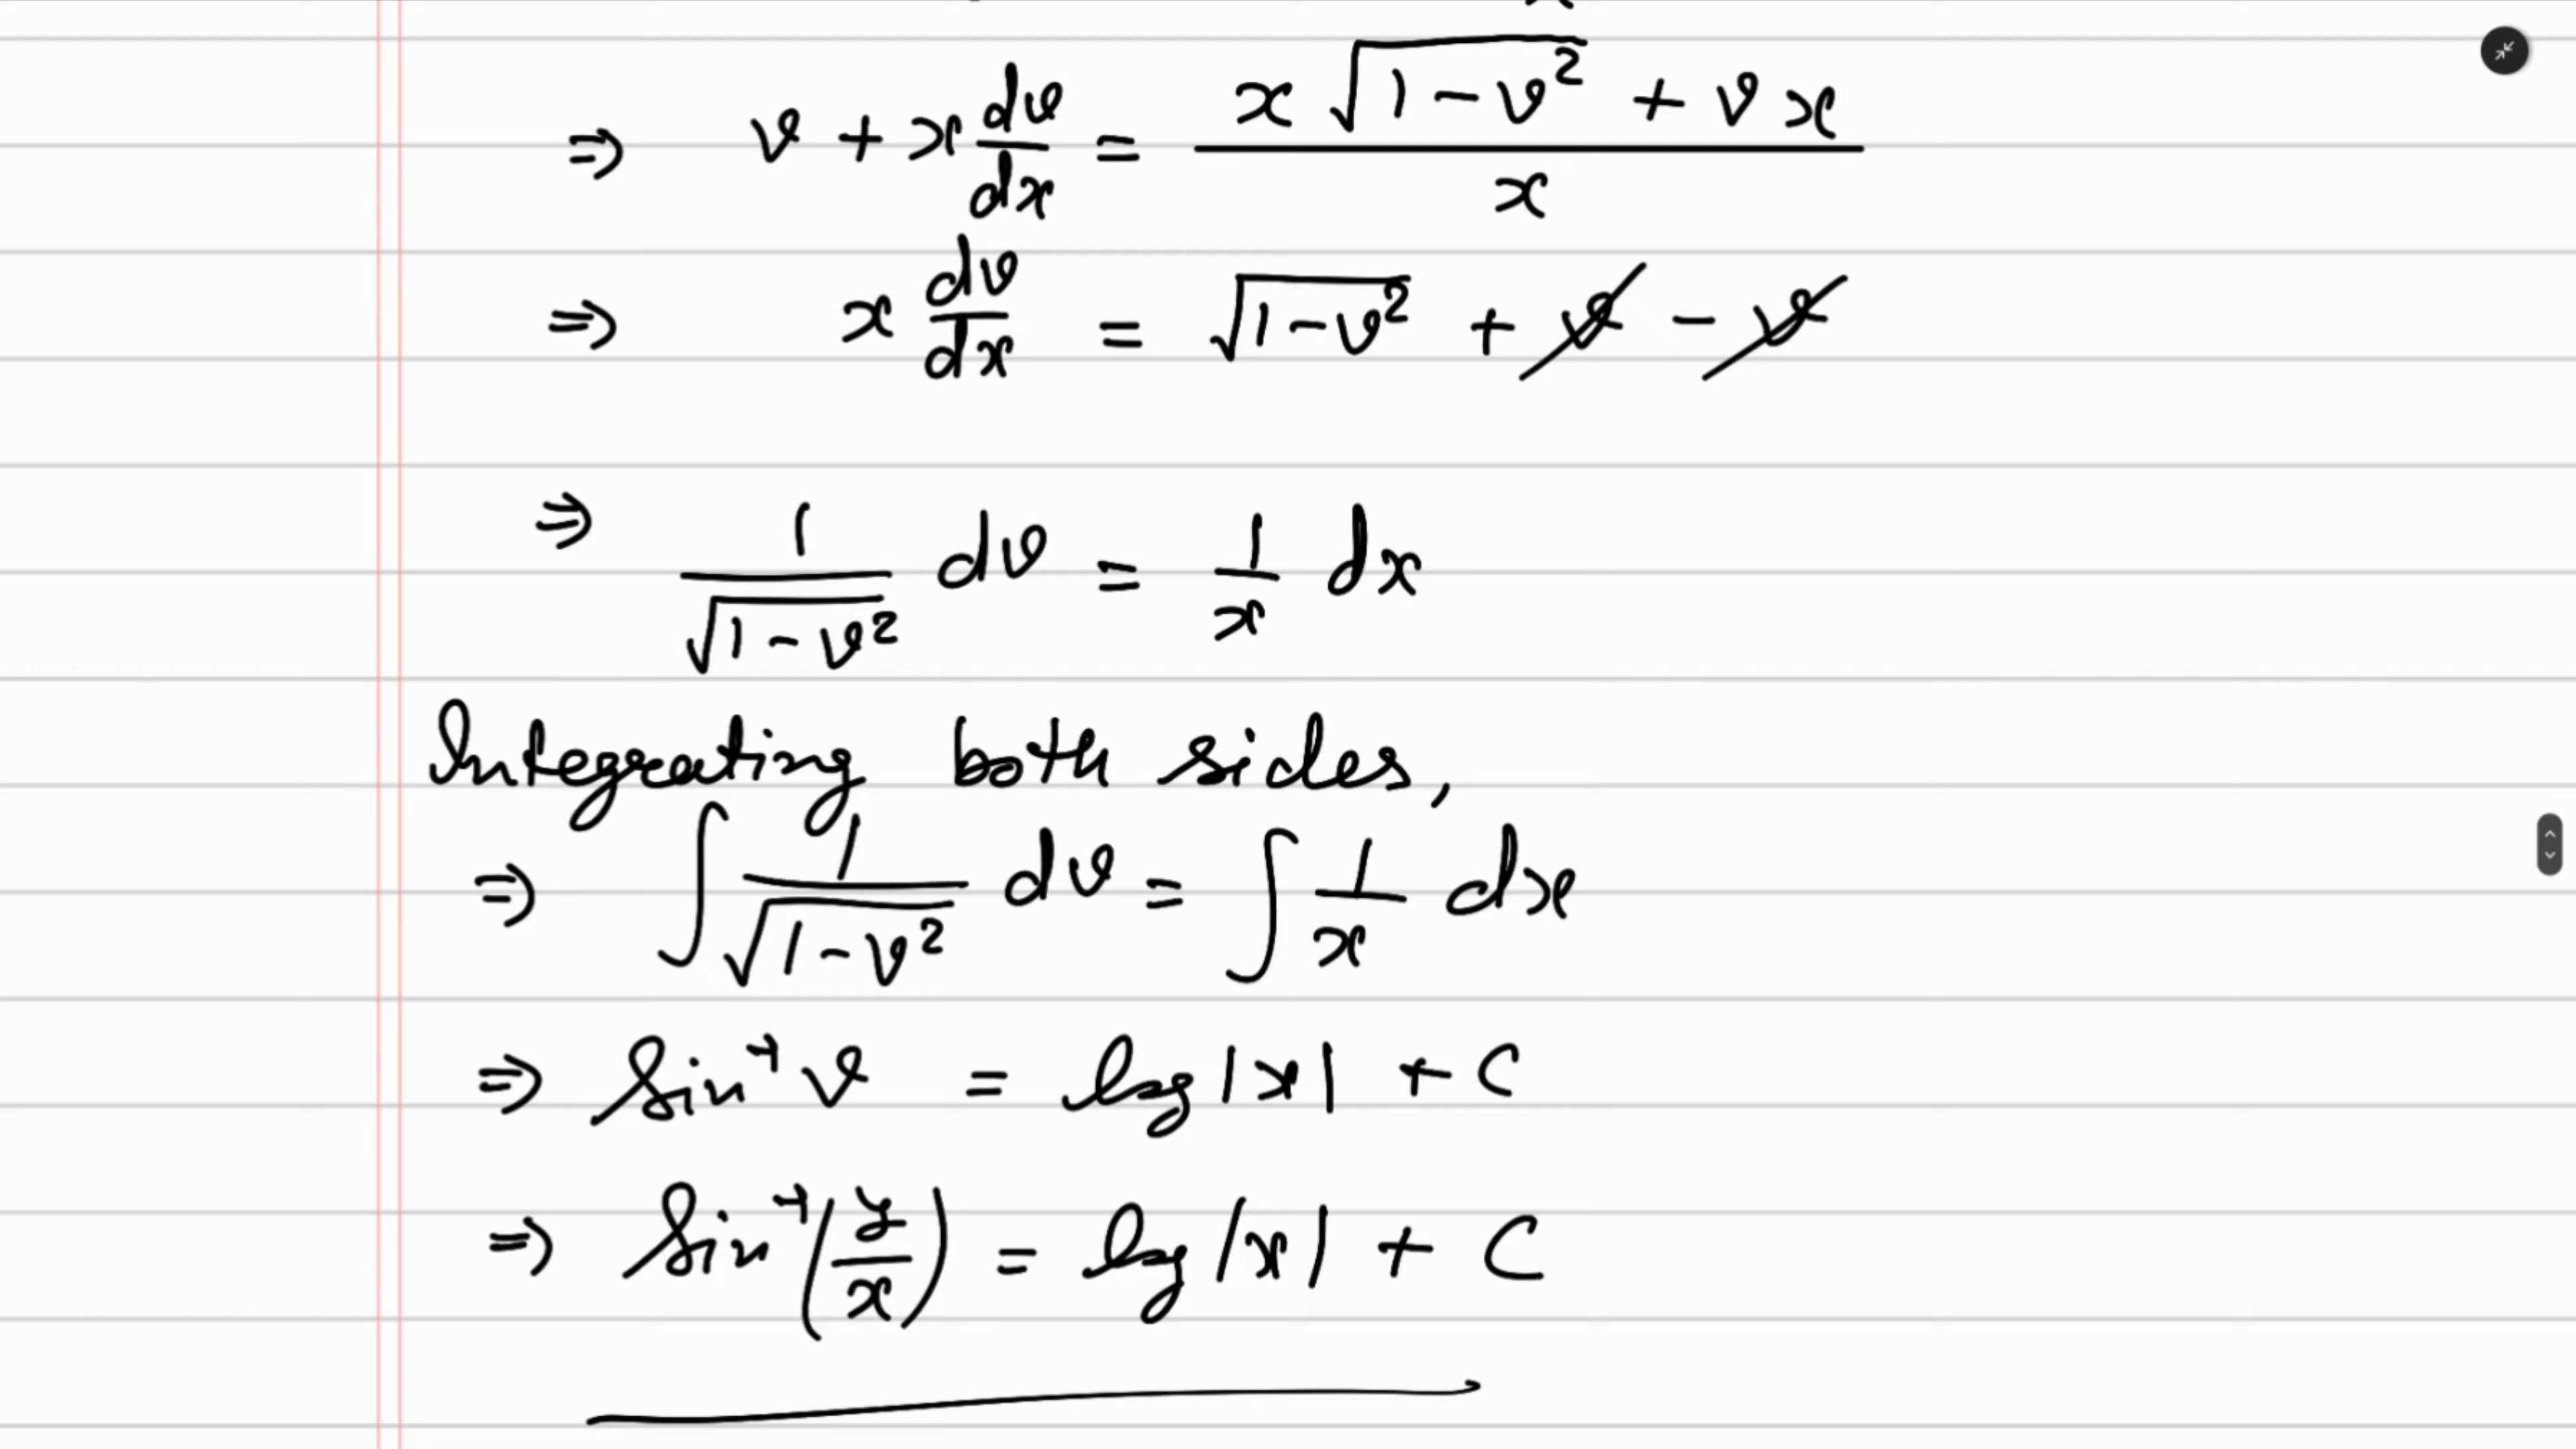 ⇒ v + x dv/dx = (x √(1-v²) + vx)/x
⇒ x dv/dx = √(1-v²) + v - v
⇒ 1/√(1-v²) dv = 1/x dx
Integrating both sides,
⇒ ∫ 1/√(1-v²) dv = ∫ 1/x dx
⇒ Sin⁻¹ v = log |x| + C
⇒ Sin⁻¹(y/x) = log |x| + C